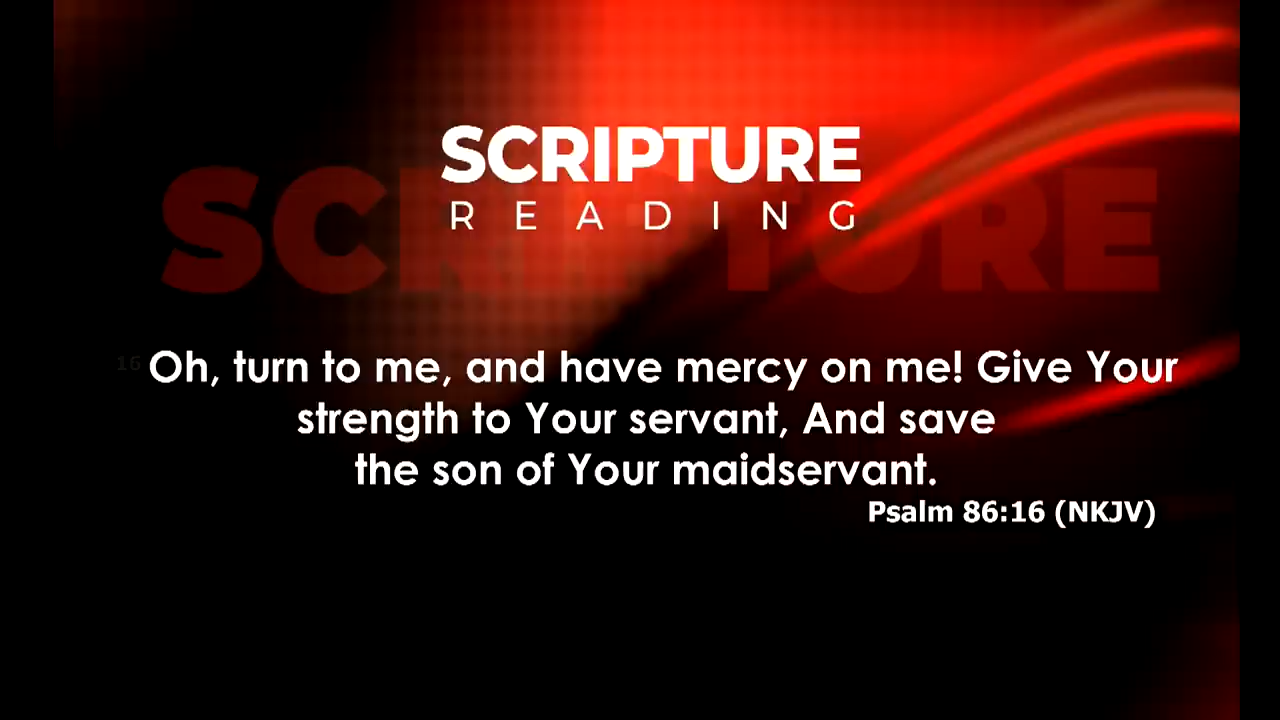 SCRIPTURE
SCRIPTURE
READING
16 Oh, turn to me, and have mercy on me! Give Your
strength to Your servant, And save
the son of Your maidservant.
Psalm 86:16 (NKJV)